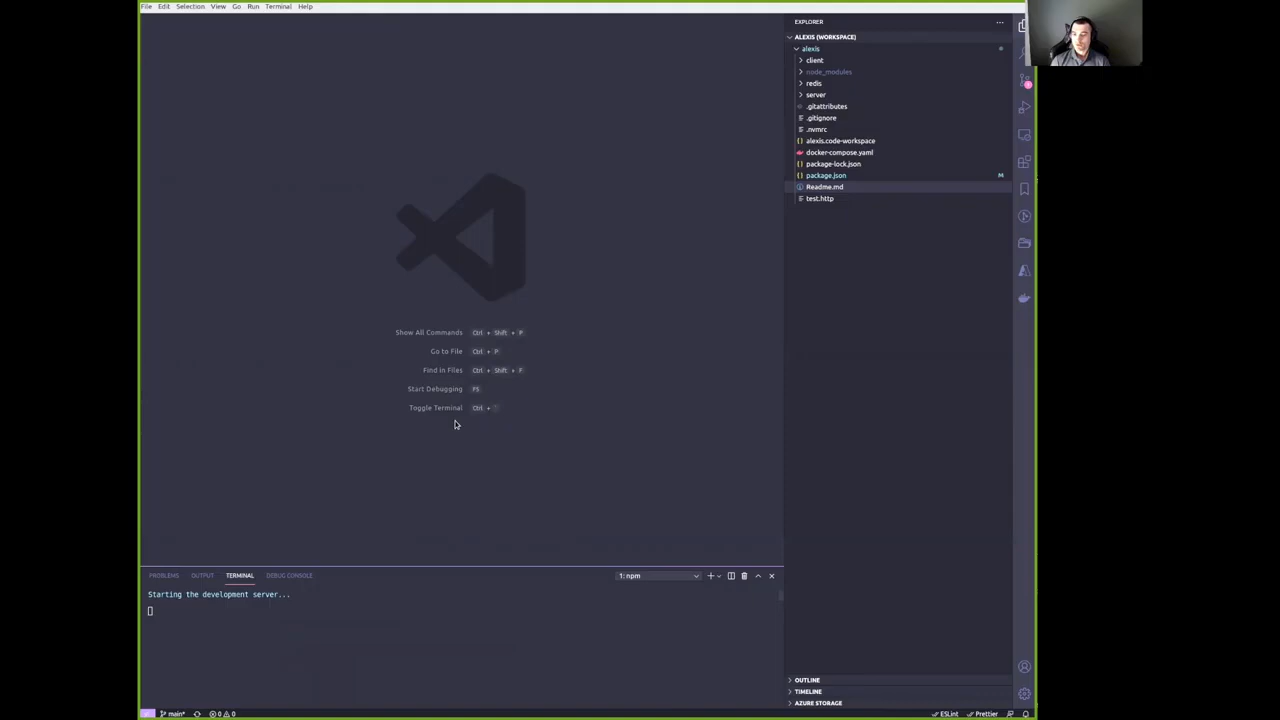 File Edit Selection View Go Run Terminal Help
EXPLORER
ALEXIS (WORKSPACE)
alexis
client
node_modules
redis
server
.gitattributes
.gitignore
.nvmrc
alexis.code-workspace
docker-compose.yaml
package-lock.json
package.json M
Readme.md
test.http
Show All Commands Ctrl + Shift + P
Go to File Ctrl + P
Find in Files Ctrl + Shift + F
Start Debugging F5
Toggle Terminal Ctrl + `
PROBLEMS OUTPUT TERMINAL DEBUG CONSOLE 1: npm
Starting the development server...
OUTLINE
TIMELINE
AZURE STORAGE
main* 0 0 ESLint Prettier